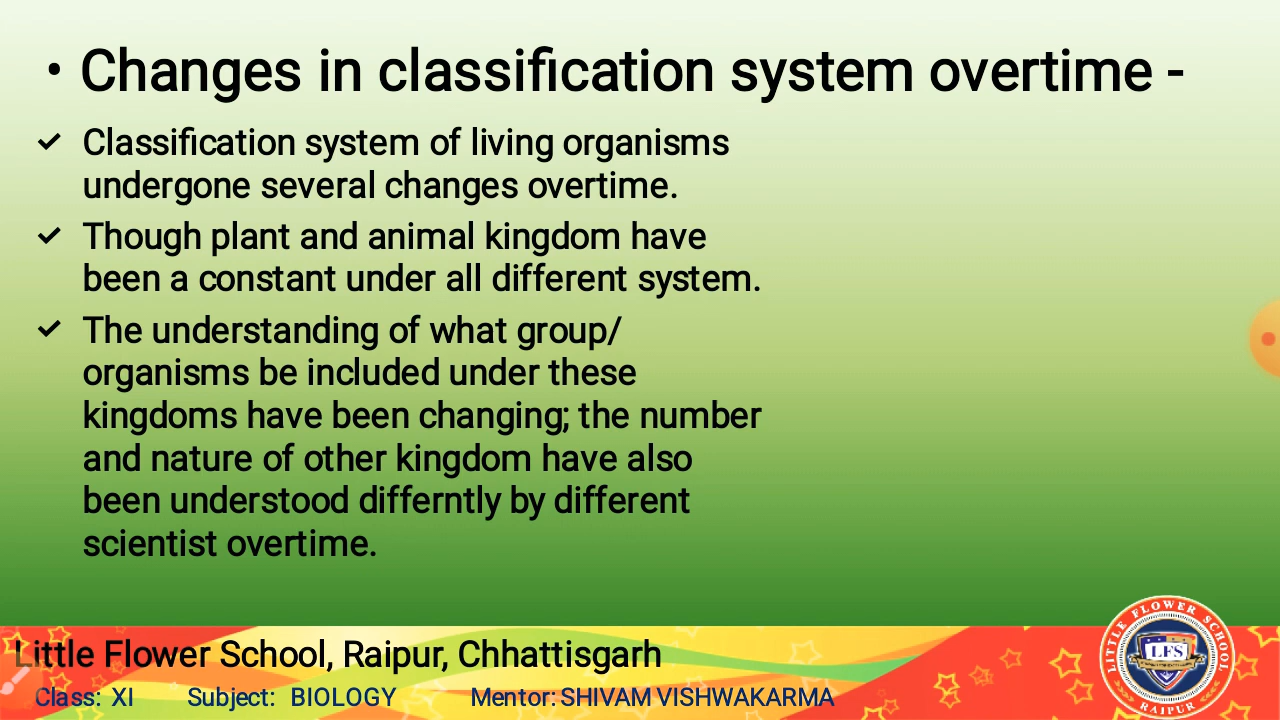 • Changes in classification system overtime -
✓ Classification system of living organisms
undergone several changes overtime.
✓ Though plant and animal kingdom have
been a constant under all different system.
✓ The understanding of what group/
organisms be included under these
kingdoms have been changing; the number
and nature of other kingdom have also
been understood differntly by different
scientist overtime.
Little Flower School, Raipur, Chhattisgarh
Class: XI Subject: BIOLOGY Mentor: SHIVAM VISHWAKARMA
LITTLE FLOWER SCHOOL
LFS
RAIPUR